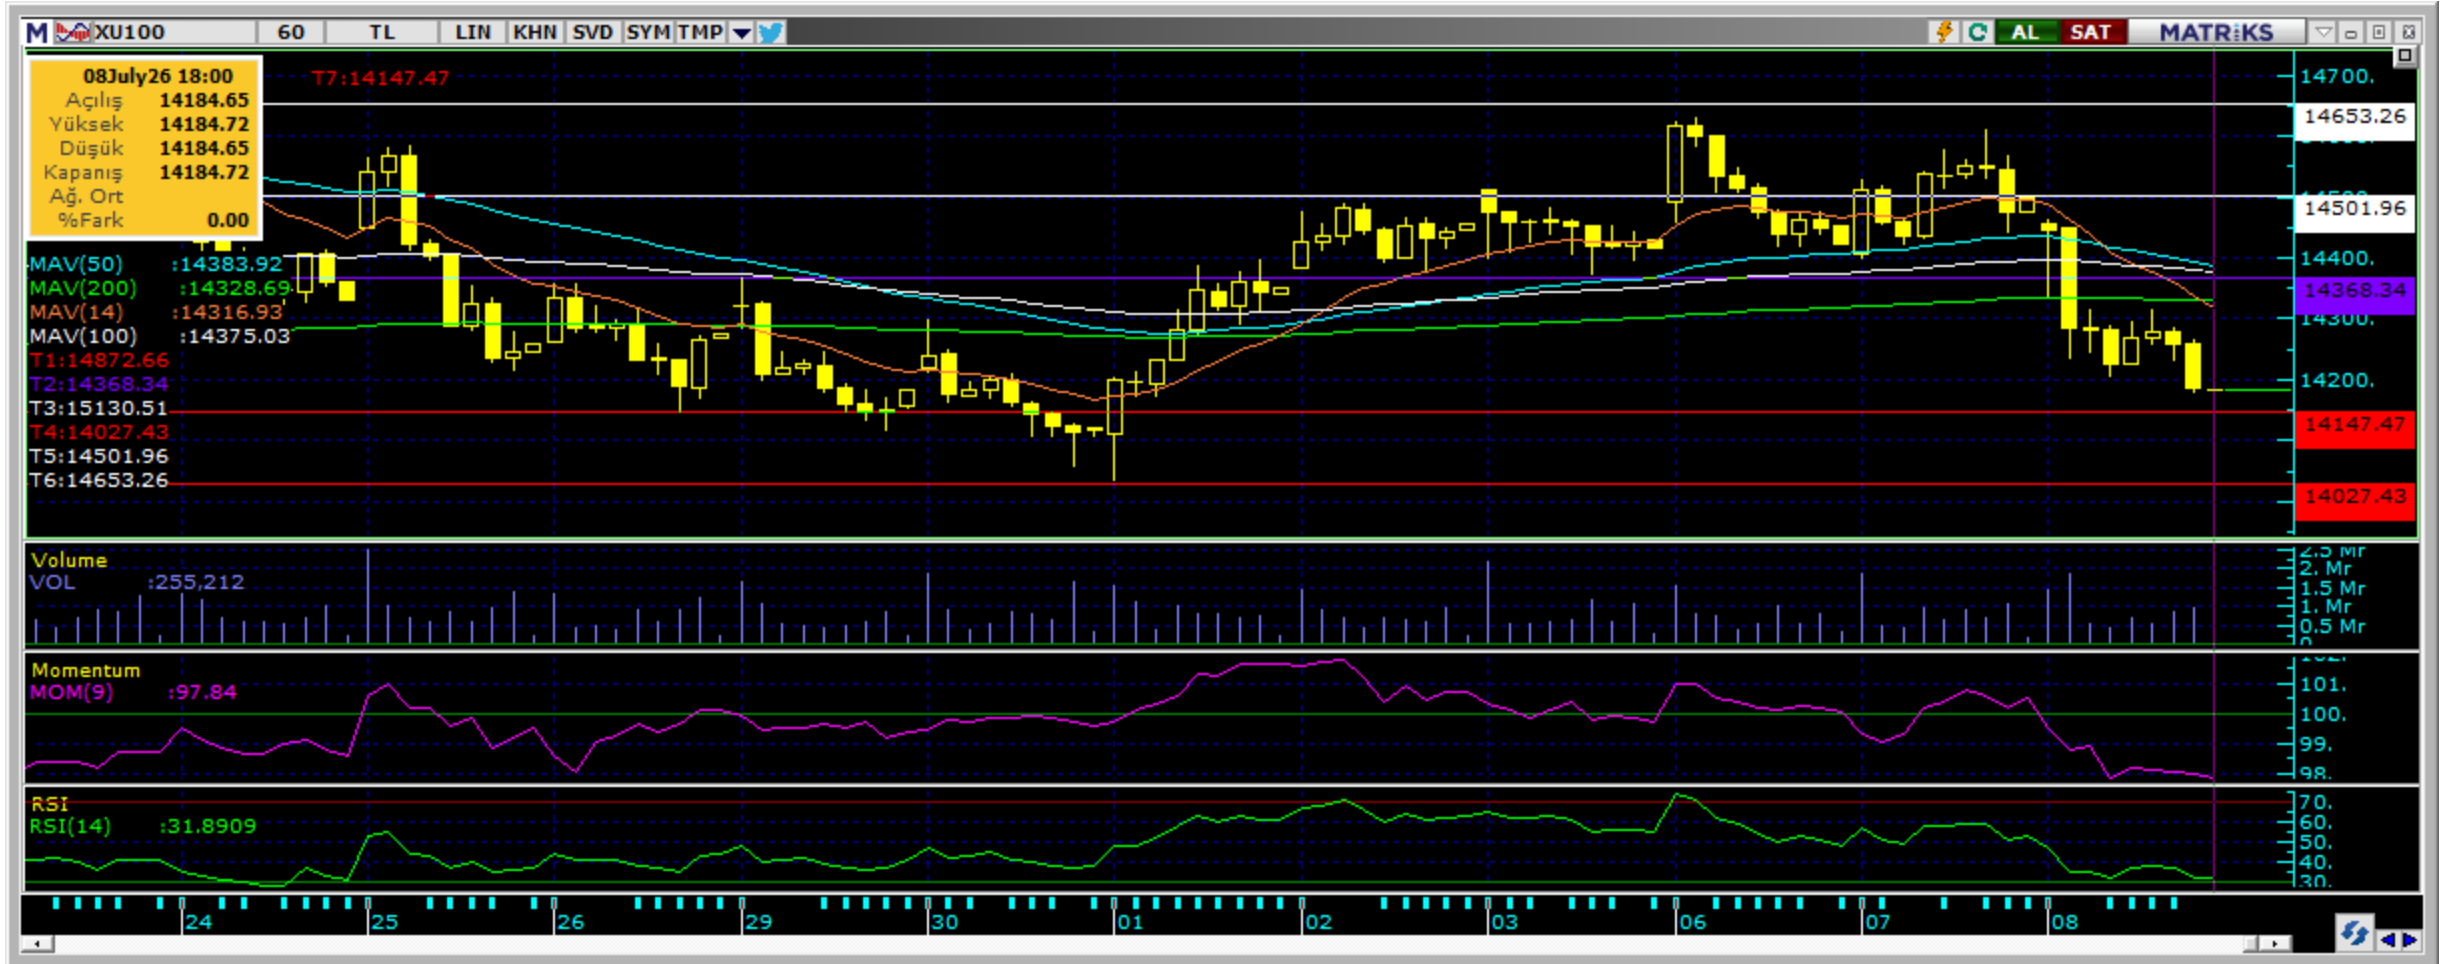 M XU100 60 TL LIN KHN SVD SYM TMP AL SAT MATRiKS
08July26 18:00
Açılış 14184.65
Yüksek 14184.72
Düşük 14184.65
Kapanış 14184.72
Ağ. Ort
%Fark 0.00
T7:14147.47
MAV(50) :14383.92
MAV(200) :14328.69
MAV(14) :14316.93
MAV(100) :14375.03
T1:14872.66
T2:14368.34
T3:15130.51
T4:14027.43
T5:14501.96
T6:14653.26
14700.
14653.26
14501.96
14400.
14368.34
14300.
14200.
14147.47
14027.43
Volume
VOL :255,212
2.5 Mr
2. Mr
1.5 Mr
1. Mr
0.5 Mr
0
Momentum
MOM(9) :97.84
102.
101.
100.
99.
98.
RSI
RSI(14) :31.8909
70.
60.
50.
40.
30.
24 25 26 29 30 01 02 03 06 07 08